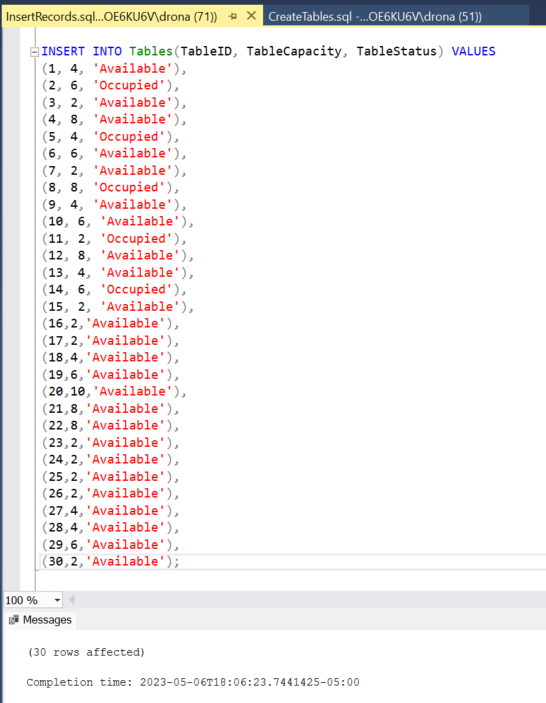 InsertRecords.sql...OE6KU6V\drona (71)) CreateTables.sql -...OE6KU6V\drona (51))
INSERT INTO Tables(TableID, TableCapacity, TableStatus) VALUES
(1, 4, 'Available'),
(2, 6, 'Occupied'),
(3, 2, 'Available'),
(4, 8, 'Available'),
(5, 4, 'Occupied'),
(6, 6, 'Available'),
(7, 2, 'Available'),
(8, 8, 'Occupied'),
(9, 4, 'Available'),
(10, 6, 'Available'),
(11, 2, 'Occupied'),
(12, 8, 'Available'),
(13, 4, 'Available'),
(14, 6, 'Occupied'),
(15, 2, 'Available'),
(16,2,'Available'),
(17,2,'Available'),
(18,4,'Available'),
(19,6,'Available'),
(20,10,'Available'),
(21,8,'Available'),
(22,8,'Available'),
(23,2,'Available'),
(24,2,'Available'),
(25,2,'Available'),
(26,2,'Available'),
(27,4,'Available'),
(28,4,'Available'),
(29,6,'Available'),
(30,2,'Available');
100 %
Messages
(30 rows affected)
Completion time: 2023-05-06T18:06:23.7441425-05:00